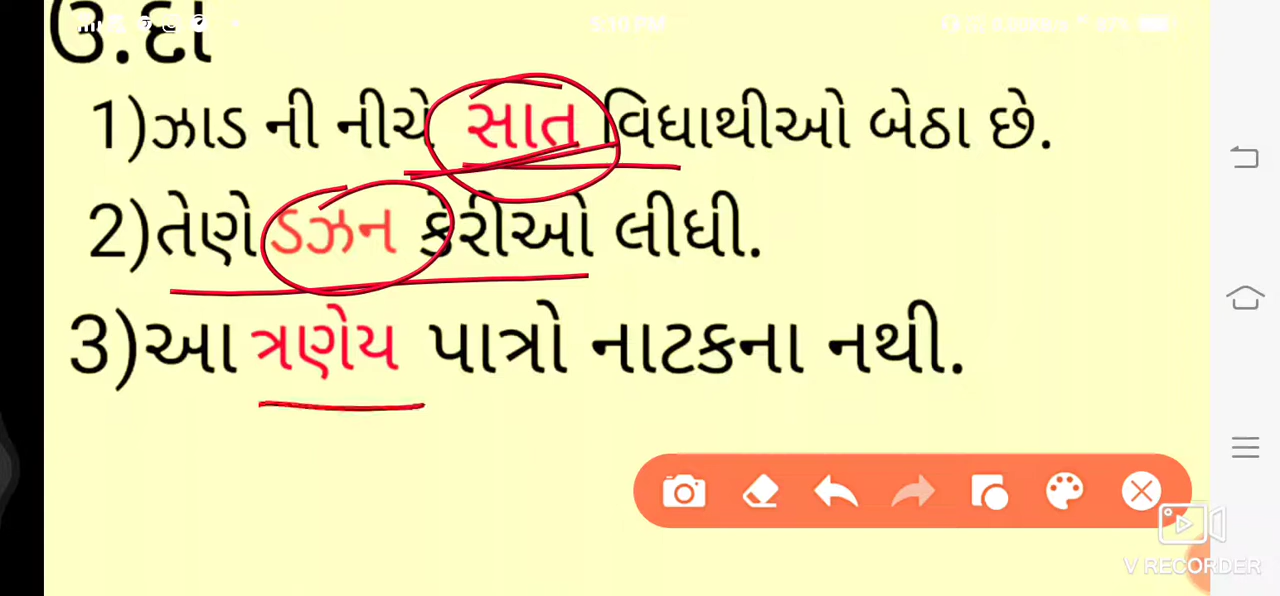 ઉ.દા
1)ઝાડ ની નીચે સાત વિધાથીઓ બેઠા છે.
2)તેણે ડઝન કેરીઓ લીધી.
3)આ ત્રણેય પાત્રો નાટકના નથી.
V RECORDER